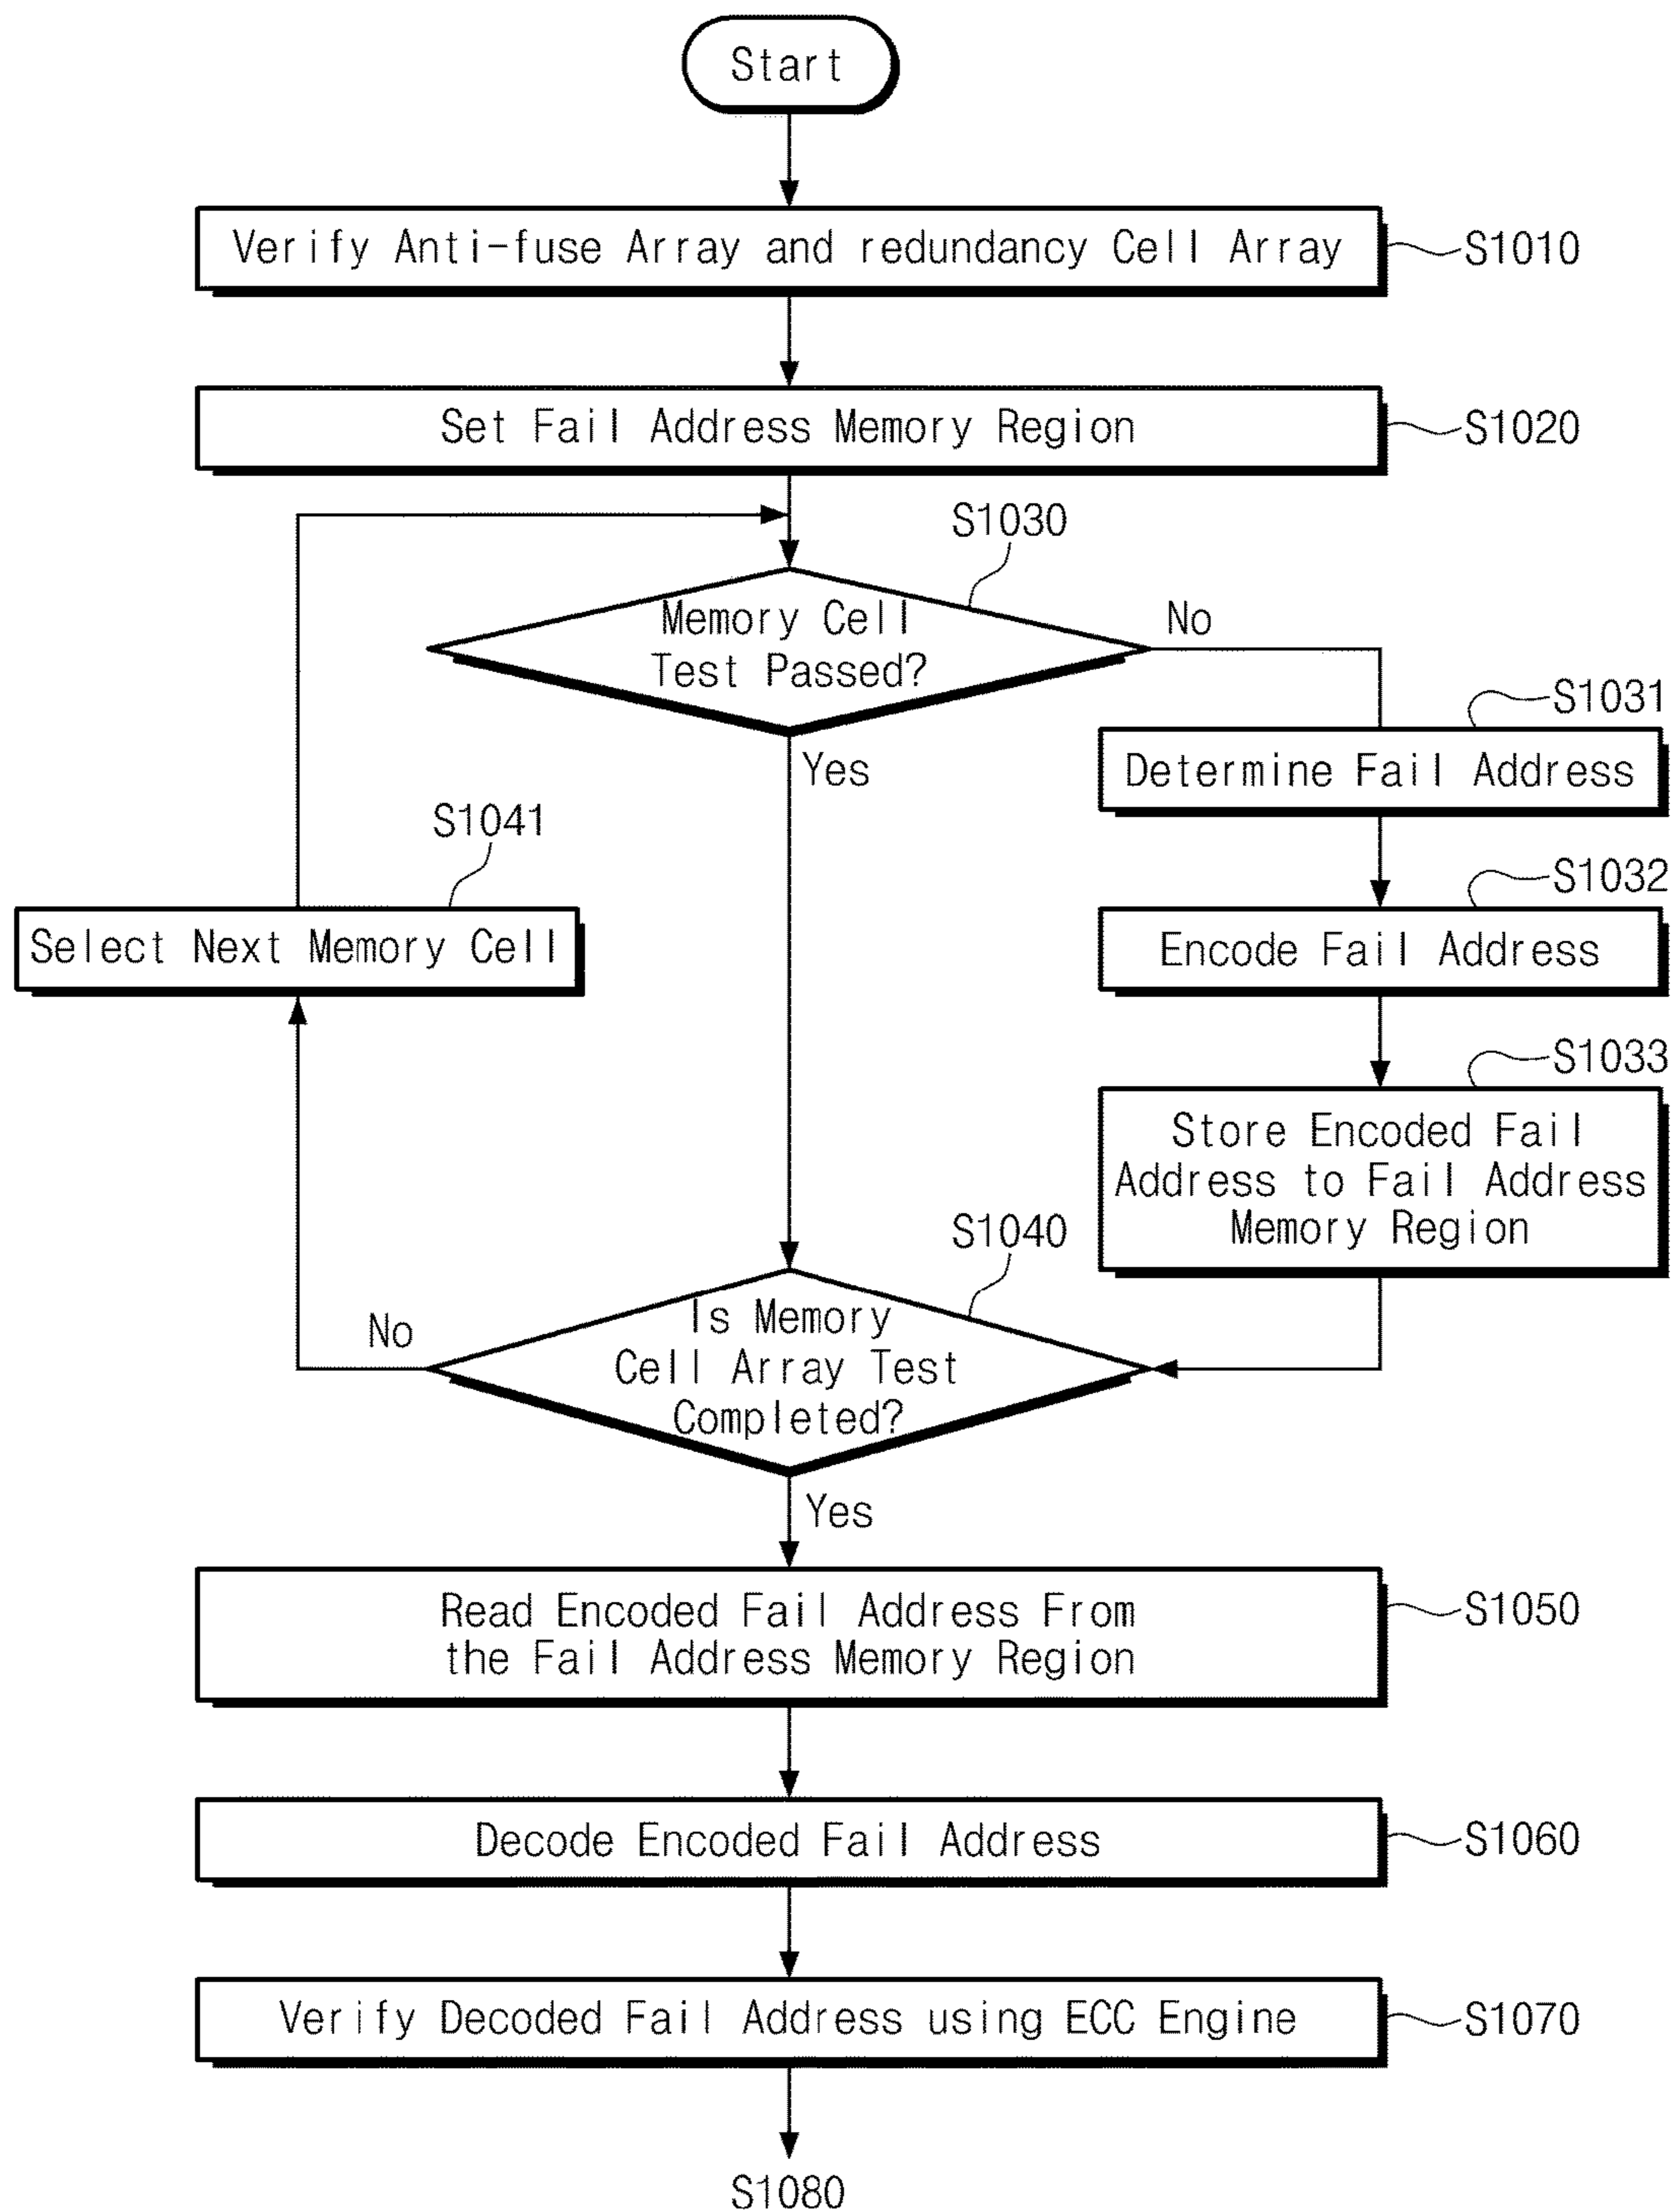 Start
Verify Anti-fuse Array and redundancy Cell Array
S1010
Set Fail Address Memory Region
S1020
S1030
Memory Cell
Test Passed?
No
Yes
S1031
Determine Fail Address
S1041
Select Next Memory Cell
S1032
Encode Fail Address
S1033
Store Encoded Fail
Address to Fail Address
Memory Region
S1040
Is Memory
Cell Array Test
Completed?
No
Yes
Read Encoded Fail Address From
the Fail Address Memory Region
S1050
Decode Encoded Fail Address
S1060
Verify Decoded Fail Address using ECC Engine
S1070
S1080